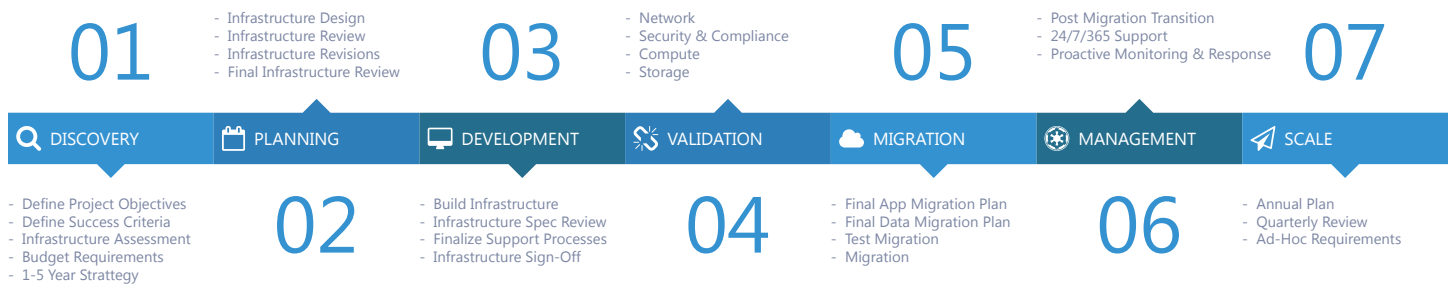 01
DISCOVERY
- Define Project Objectives
- Define Success Criteria
- Infrastructure Assessment
- Budget Requirements
- 1-5 Year Strattegy
- Infrastructure Design
- Infrastructure Review
- Infrastructure Revisions
- Final Infrastructure Review
PLANNING
02
03
DEVELOPMENT
- Build Infrastructure
- Infrastructure Spec Review
- Finalize Support Processes
- Infrastructure Sign-Off
- Network
- Security & Compliance
- Compute
- Storage
VALIDATION
04
05
MIGRATION
- Final App Migration Plan
- Final Data Migration Plan
- Test Migration
- Migration
- Post Migration Transition
- 24/7/365 Support
- Proactive Monitoring & Response
MANAGEMENT
06
07
SCALE
- Annual Plan
- Quarterly Review
- Ad-Hoc Requirements